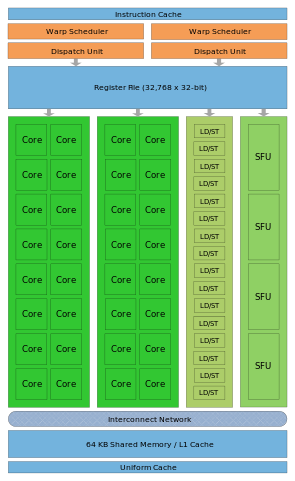 Instruction Cache
Warp Scheduler Warp Scheduler
Dispatch Unit Dispatch Unit
Register File (32,768 x 32-bit)
LD/ST
Core Core Core Core SFU
LD/ST
LD/ST
Core Core Core Core
LD/ST
LD/ST
Core Core Core Core SFU
LD/ST
LD/ST
Core Core Core Core
LD/ST
LD/ST
Core Core Core Core SFU
LD/ST
LD/ST
Core Core Core Core
LD/ST
LD/ST
Core Core Core Core SFU
LD/ST
LD/ST
Core Core Core Core
LD/ST
Interconnect Network
64 KB Shared Memory / L1 Cache
Uniform Cache